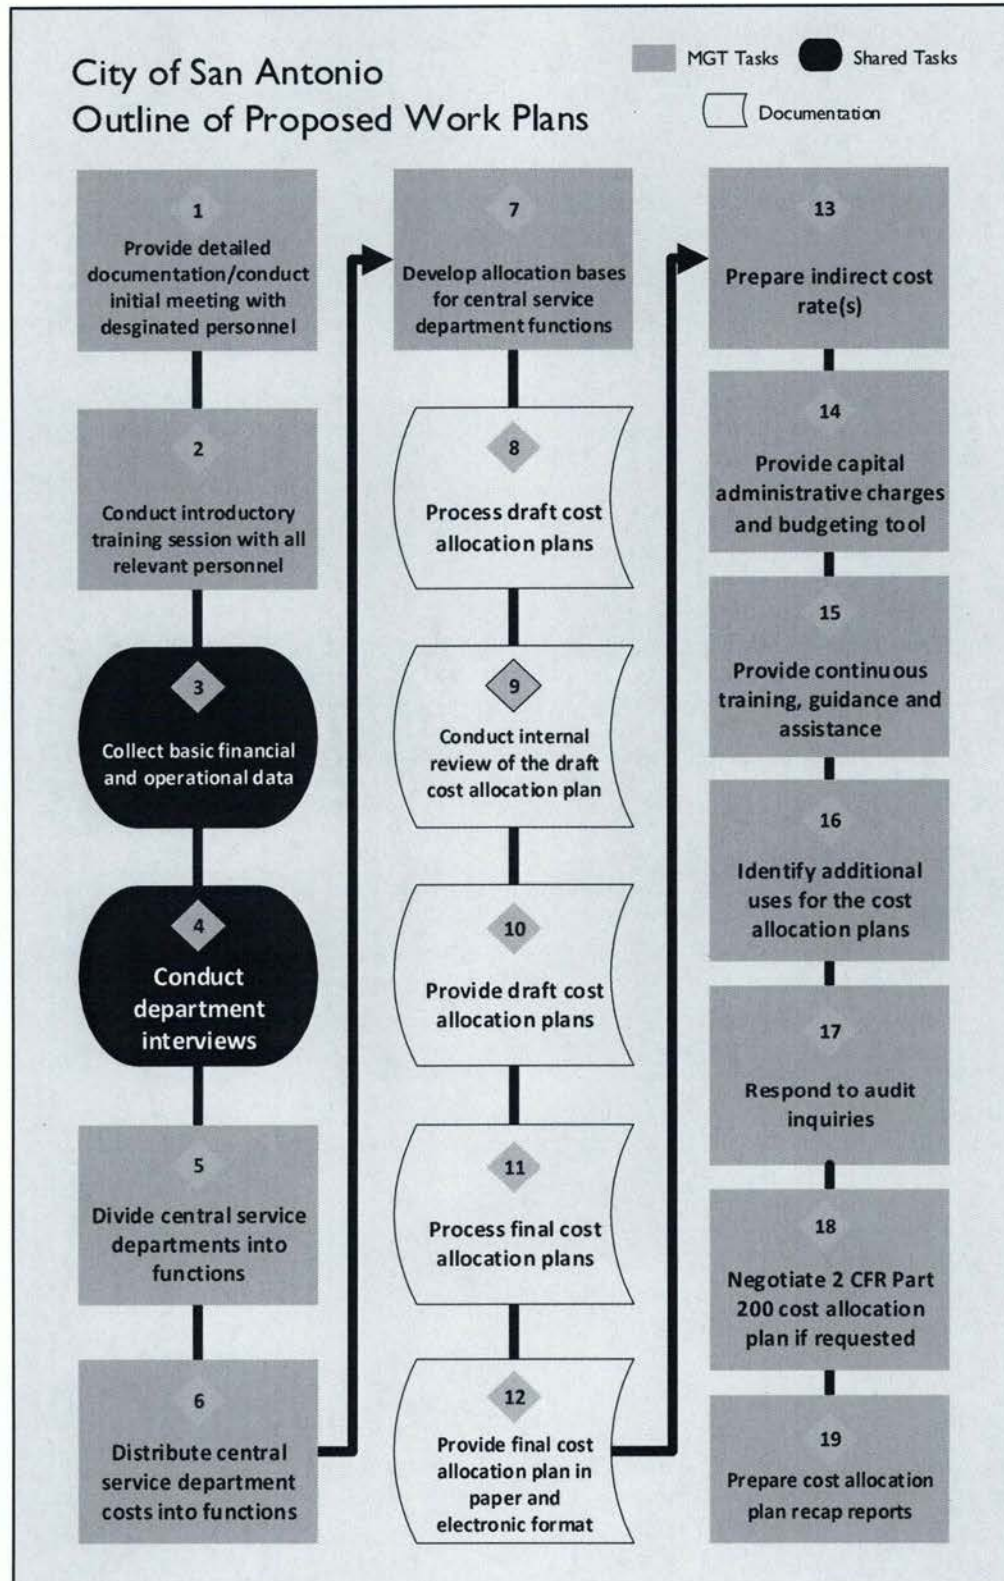 City of San Antonio
Outline of Proposed Work Plans
MGT Tasks
Shared Tasks
Documentation
1
Provide detailed
documentation/conduct
initial meeting with
desginated personnel
2
Conduct introductory
training session with all
relevant personnel
3
Collect basic financial
and operational data
4
Conduct
department
interviews
5
Divide central service
departments into
functions
6
Distribute central
service department
costs into functions
7
Develop allocation bases
for central service
department functions
8
Process draft cost
allocation plans
9
Conduct internal
review of the draft
cost allocation plan
10
Provide draft cost
allocation plans
11
Process final cost
allocation plans
12
Provide final cost
allocation plan in
paper and
electronic format
13
Prepare indirect cost
rate(s)
14
Provide capital
administrative charges
and budgeting tool
15
Provide continuous
training, guidance and
assistance
16
Identify additional
uses for the cost
allocation plans
17
Respond to audit
inquiries
18
Negotiate 2 CFR Part
200 cost allocation
plan if requested
19
Prepare cost allocation
plan recap reports